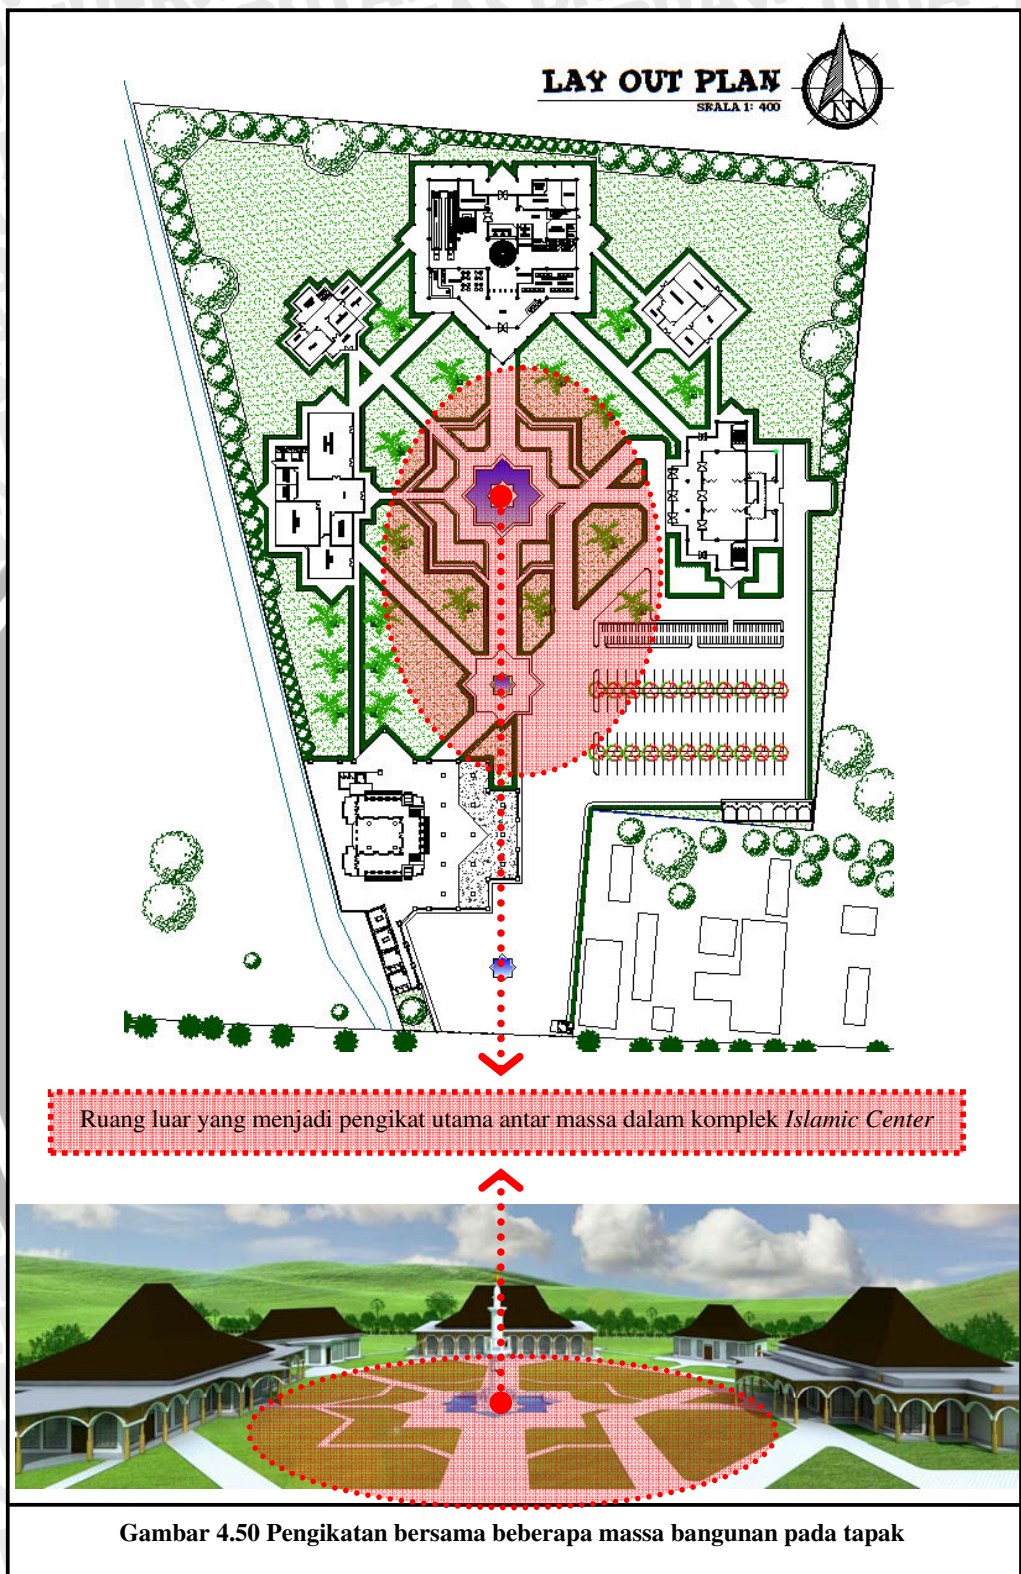 LAY OUT PLAN
SKALA 1: 400
N
Ruang luar yang menjadi pengikat utama antar massa dalam komplek Islamic Center
Gambar 4.50 Pengikatan bersama beberapa massa bangunan pada tapak